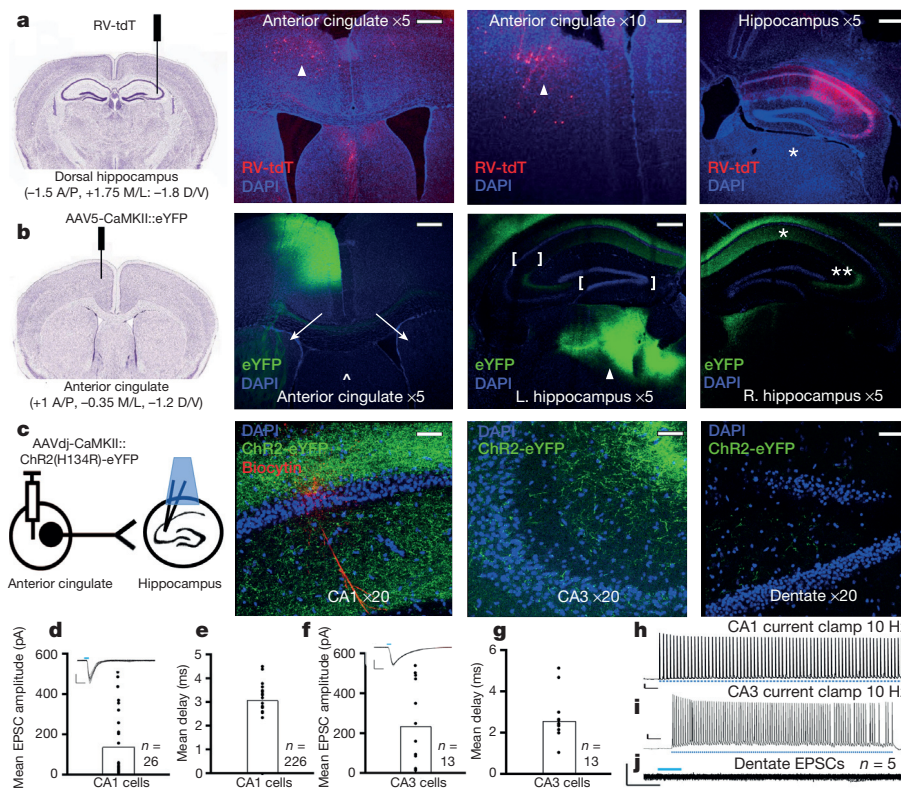 a
RV-tdT
Dorsal hippocampus
(–1.5 A/P, +1.75 M/L: –1.8 D/V)
Anterior cingulate ×5
RV-tdT
DAPI
Anterior cingulate ×10
RV-tdT
DAPI
Hippocampus ×5
*
RV-tdT
DAPI
b
AAV5-CaMKII::eYFP
Anterior cingulate
(+1 A/P, –0.35 M/L, –1.2 D/V)
eYFP
DAPI
^
Anterior cingulate ×5
[ ]
[ ]
eYFP
DAPI
L. hippocampus ×5
*
**
eYFP
DAPI
R. hippocampus ×5
c
AAVdj-CaMKII::
ChR2(H134R)-eYFP
Anterior cingulate
Hippocampus
DAPI
ChR2-eYFP
Biocytin
CA1 ×20
DAPI
ChR2-eYFP
CA3 ×20
DAPI
ChR2-eYFP
Dentate ×20
d
Mean EPSC amplitude (pA)
600
400
200
0
n =
26
CA1 cells
e
Mean delay (ms)
5
4
3
2
1
0
n =
226
CA1 cells
f
Mean EPSC amplitude (pA)
600
400
200
0
n =
13
CA3 cells
g
Mean delay (ms)
6
4
2
0
n =
13
CA3 cells
h
CA1 current clamp 10 Hz
i
CA3 current clamp 10 Hz
j
Dentate EPSCs n = 5